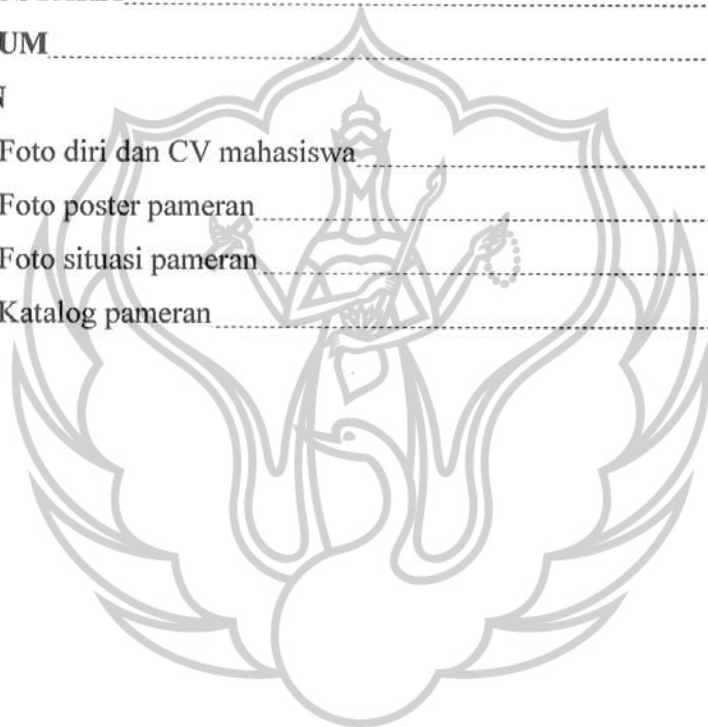 UM
N
Foto diri dan CV mahasiswa
Foto poster pameran
Foto situasi pameran
Katalog pameran